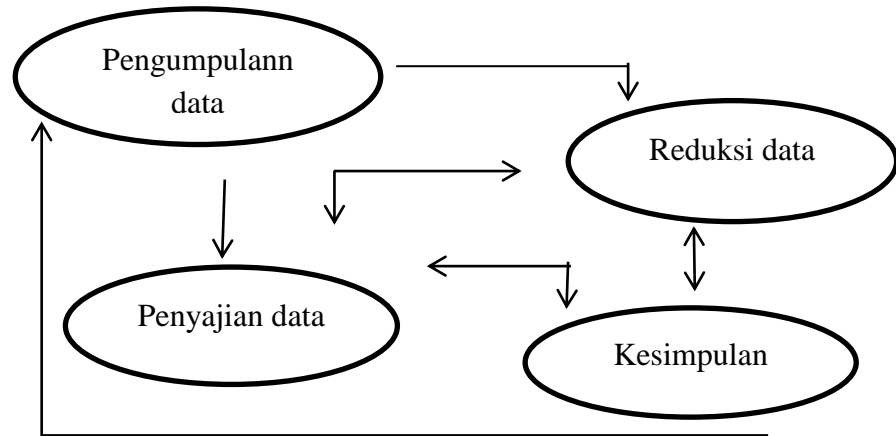 Pengumpulann
data
Reduksi data
Penyajian data
Kesimpulan